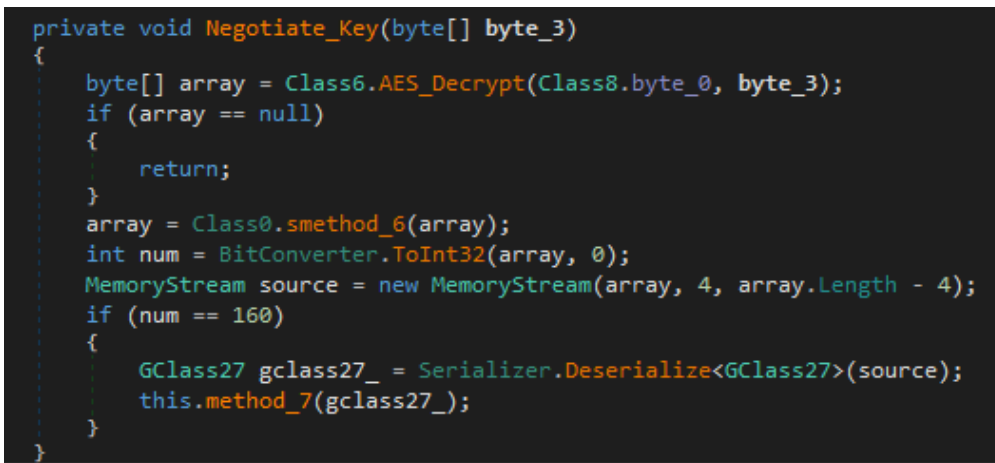 private void Negotiate_Key(byte[] byte_3)
{
    byte[] array = Class6.AES_Decrypt(Class8.byte_0, byte_3);
    if (array == null)
    {
        return;
    }
    array = Class0.smethod_6(array);
    int num = BitConverter.ToInt32(array, 0);
    MemoryStream source = new MemoryStream(array, 4, array.Length - 4);
    if (num == 160)
    {
        GClass27 gclass27_ = Serializer.Deserialize<GClass27>(source);
        this.method_7(gclass27_);
    }
}